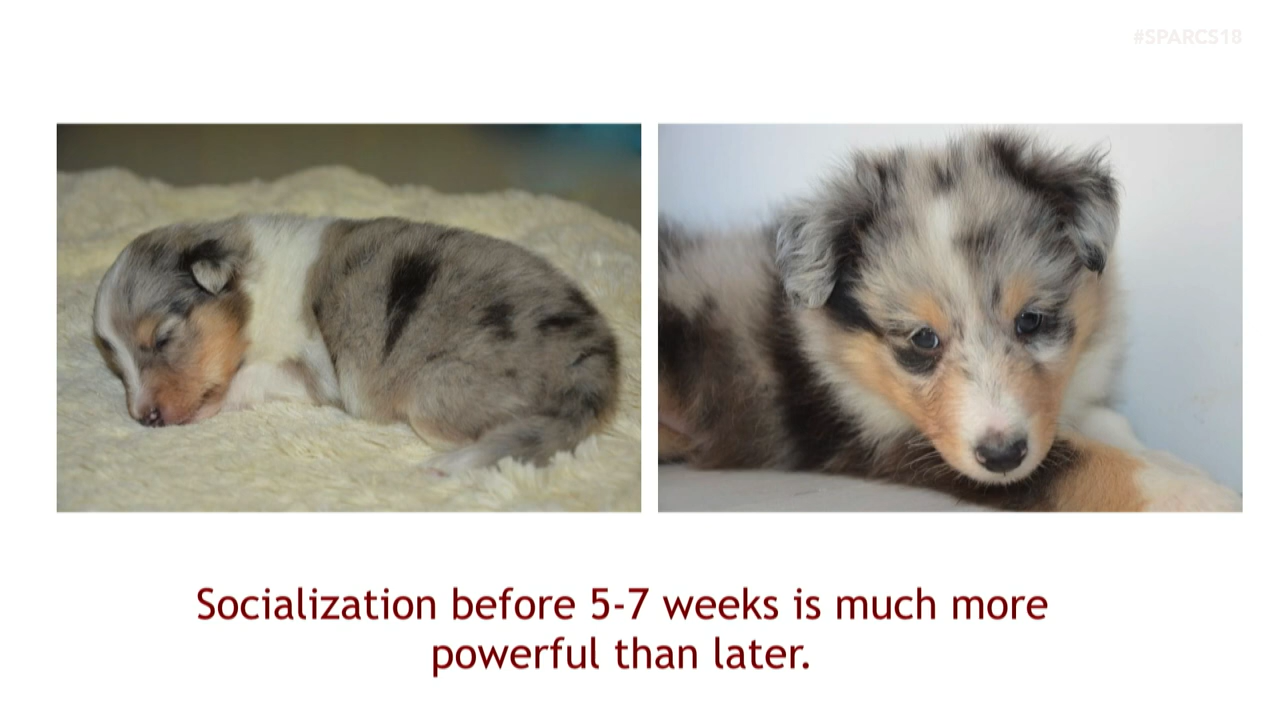 #SPARCS18
Socialization before 5-7 weeks is much more
powerful than later.